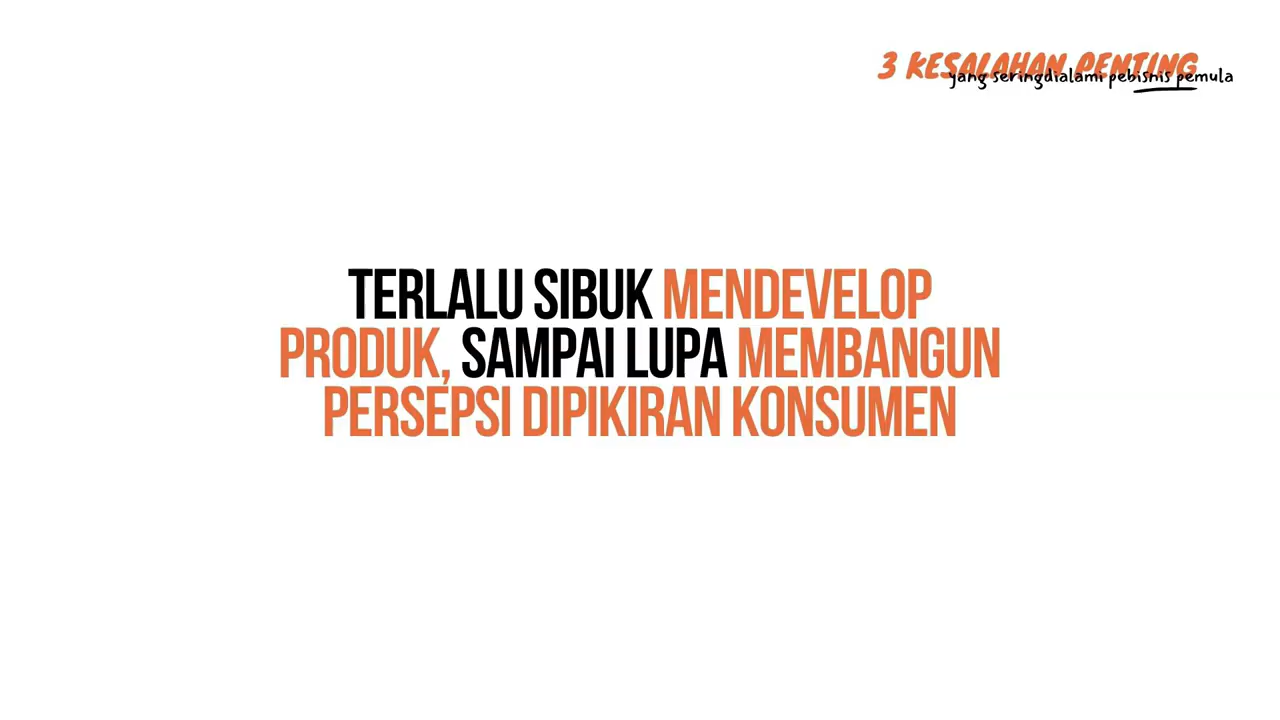 3 KESALAHAN PENTING
yang seringdialami pebisnis pemula
TERLALU SIBUK MENDEVELOP
PRODUK, SAMPAI LUPA MEMBANGUN
PERSEPSI DIPIKIRAN KONSUMEN